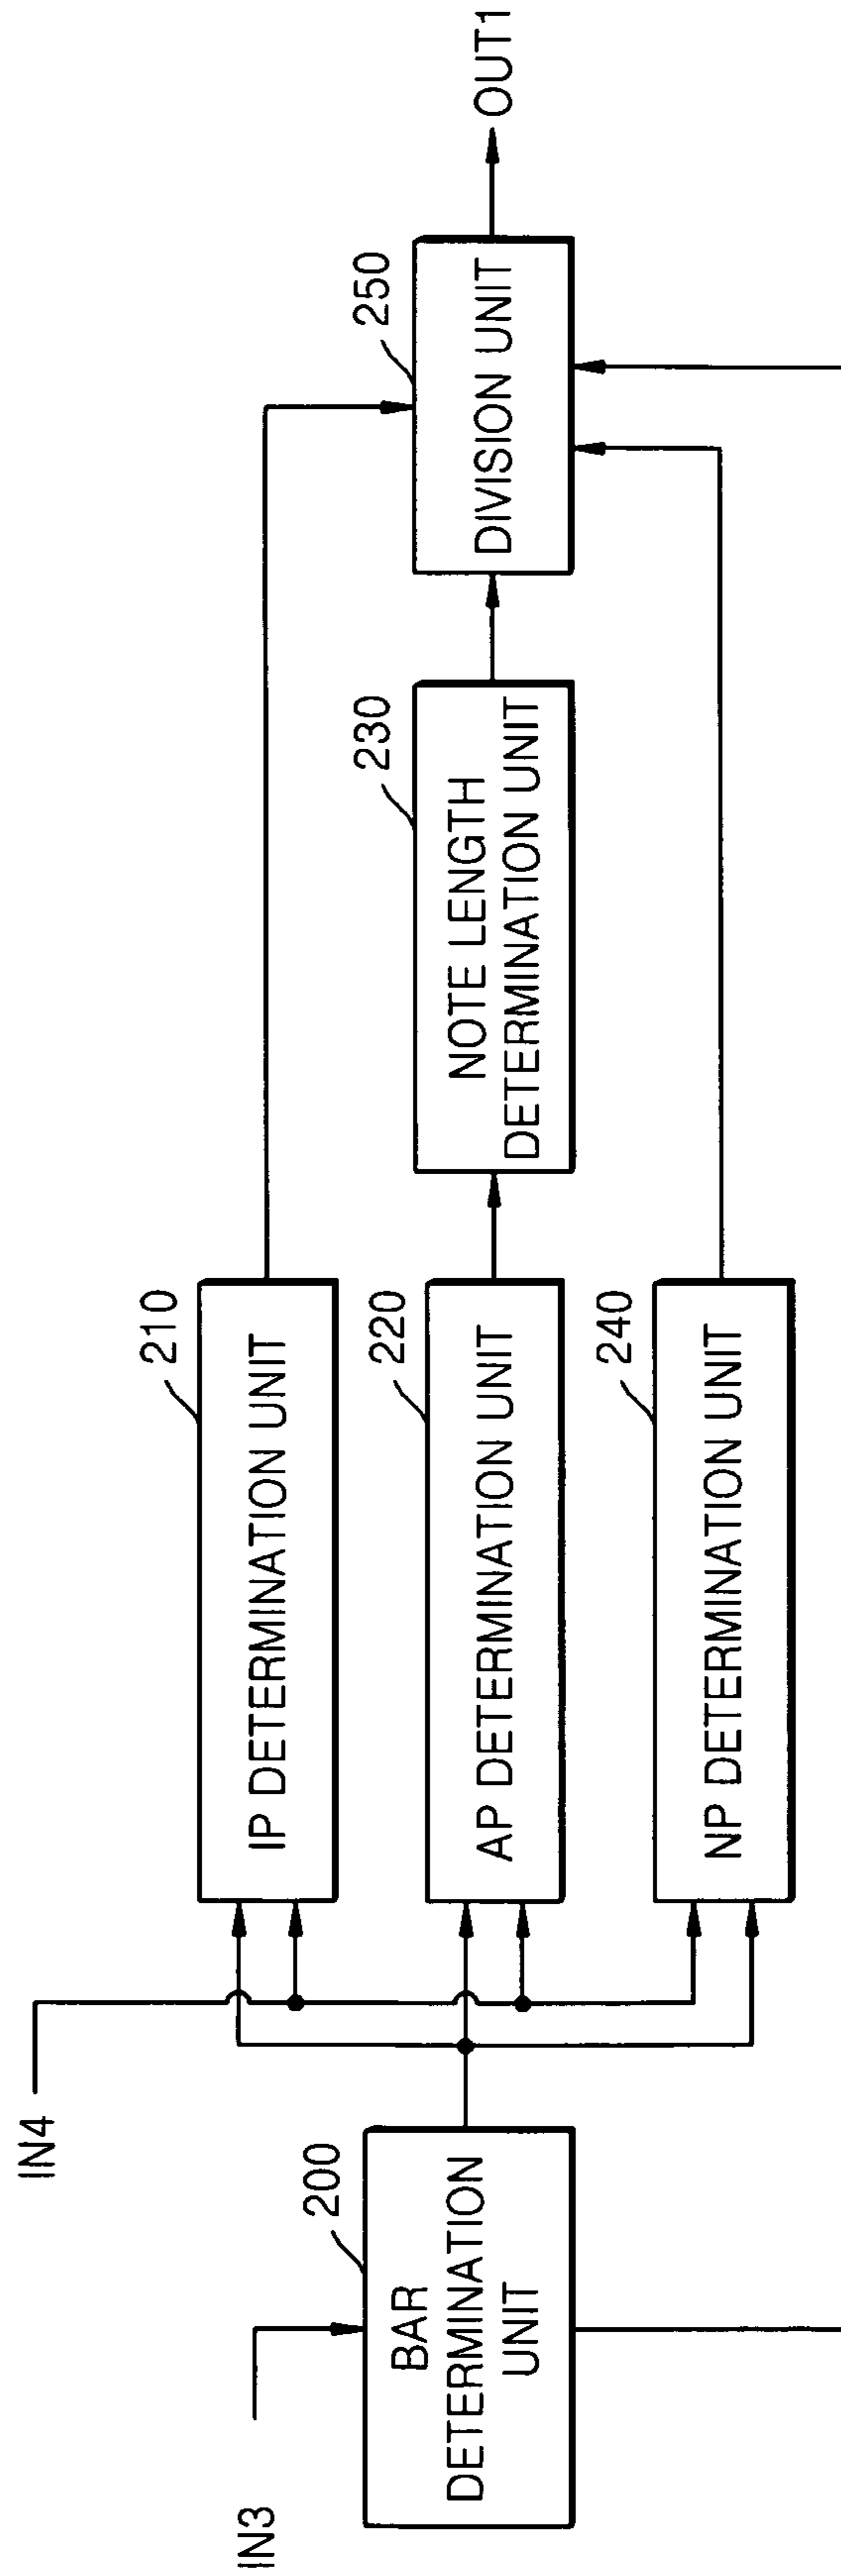 IN3
IN4
200
BAR
DETERMINATION
UNIT
210
IP DETERMINATION UNIT
220
AP DETERMINATION UNIT
240
NP DETERMINATION UNIT
230
NOTE LENGTH
DETERMINATION UNIT
250
DIVISION UNIT
OUT1